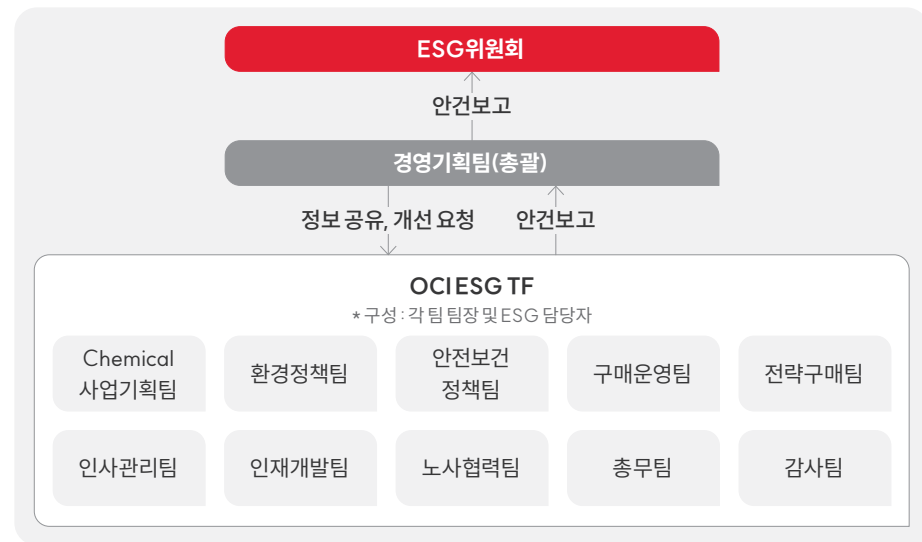 ESG위원회
안건보고
경영기획팀(총괄)
정보 공유, 개선 요청
안건보고
OCI ESG TF
* 구성 : 각 팀 팀장 및 ESG 담당자
Chemical
사업기획팀
환경정책팀
안전보건
정책팀
구매운영팀
전략구매팀
인사관리팀
인재개발팀
노사협력팀
총무팀
감사팀